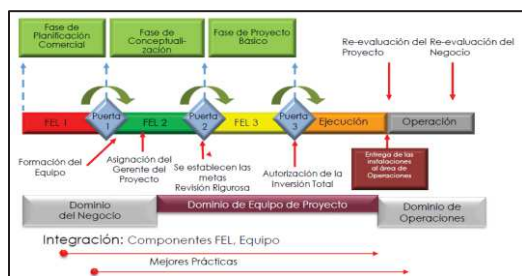 Fase de
Planificación
Comercial
Fase de
Conceptuali-
zación
Fase de Proyecto
Básico
Re-evaluación del
Proyecto
Re-evaluación del
Negocio
FEL 1
Puerta
1
FEL 2
Puerta
2
FEL 3
Puerta
3
Ejecución
Operación
Formación del
Equipo
Asignación del
Gerente del
Proyecto
Se establecen las
metas
Revisión Rigurosa
Autorización de la
Inversión Total
Entrega de las
instalaciones
al área de
Operaciones
Dominio
del Negocio
Dominio de Equipo de Proyecto
Dominio de
Operaciones
Integración: Componentes FEL, Equipo
Mejores Prácticas